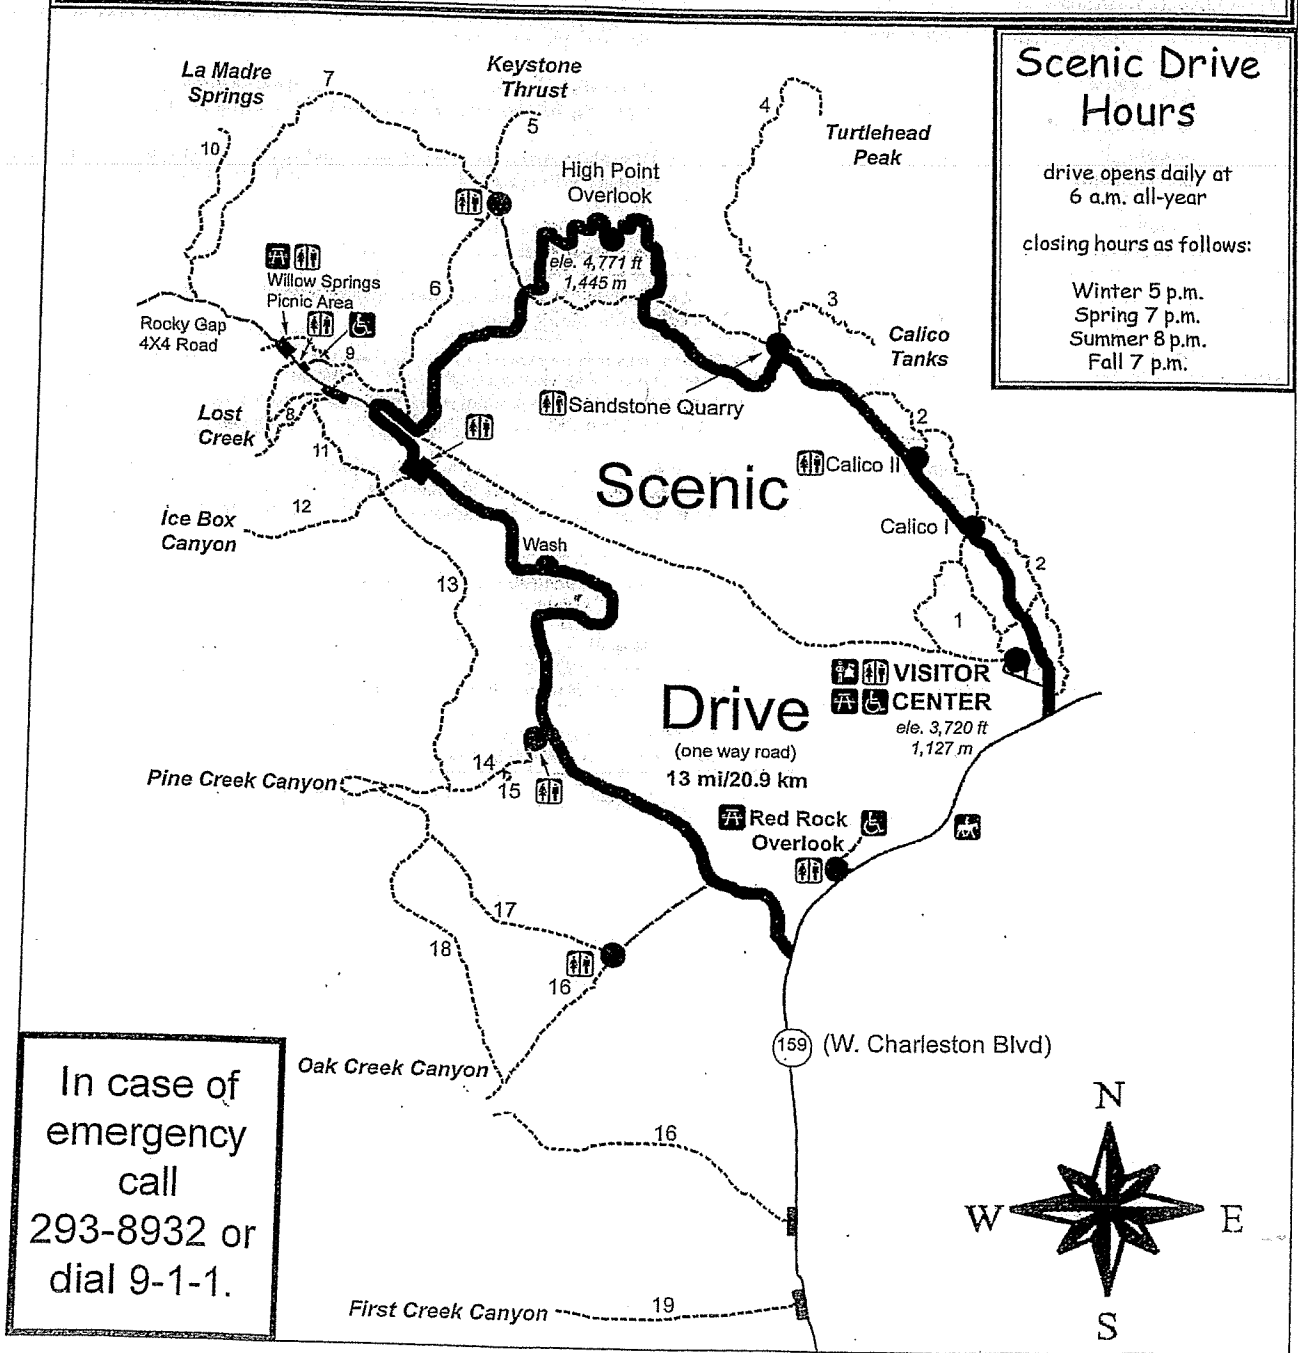 Scenic Drive
Hours
drive opens daily at
6 a.m. all-year
closing hours as follows:
Winter 5 p.m.
Spring 7 p.m.
Summer 8 p.m.
Fall 7 p.m.
La Madre
Springs
7
Keystone
Thrust
5
4
Turtlehead
Peak
10
High Point
Overlook
ele. 4,771 ft
1,445 m
Willow Springs
Picnic Area
6
3
Rocky Gap
4X4 Road
9
Calico
Tanks
Lost
Creek
8
11
Sandstone Quarry
2
Scenic
Calico II
12
Ice Box
Canyon
Calico I
Wash
13
2
1
VISITOR
CENTER
ele. 3,720 ft
1,127 m
Drive
(one way road)
13 mi/20.9 km
Pine Creek Canyon
14
15
Red Rock
Overlook
17
18
16
159
(W. Charleston Blvd)
Oak Creek Canyon
16
First Creek Canyon
19
In case of
emergency
call
293-8932 or
dial 9-1-1.
N
W
E
S